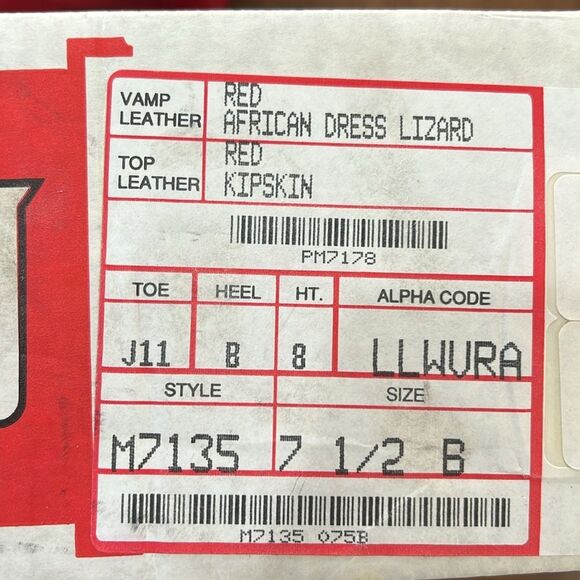 VAMP LEATHER
RED
AFRICAN DRESS LIZARD
TOP LEATHER
RED
KIPSKIN
PM7178
TOE HEEL HT. ALPHA CODE
J11 B 8 LLWVRA
STYLE SIZE
M7135 7 1/2 B
M7135 075B